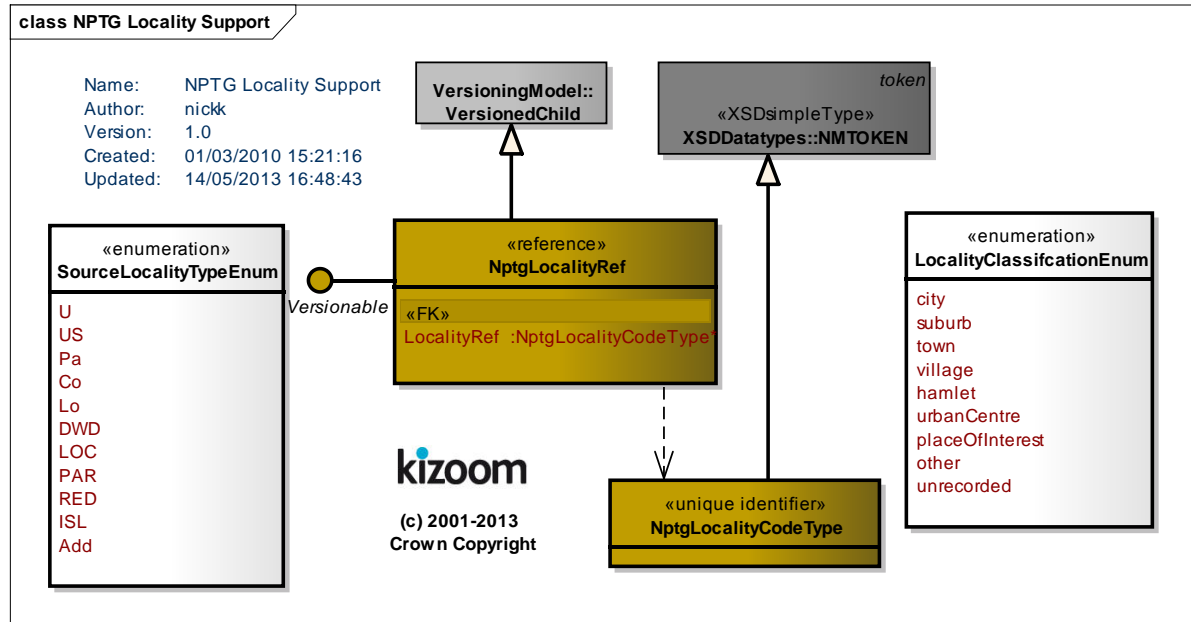 class NPTG Locality Support
Name: NPTG Locality Support
Author: nickk
Version: 1.0
Created: 01/03/2010 15:21:16
Updated: 14/05/2013 16:48:43
VersioningModel::
VersionedChild
token
«XSDsimpleType»
XSDDatatypes::NMTOKEN
«enumeration»
SourceLocalityTypeEnum
U
US
Pa
Co
Lo
DWD
LOC
PAR
RED
ISL
Add
Versionable
«reference»
NptgLocalityRef
«FK»
LocalityRef :NptgLocalityCodeType*
«enumeration»
LocalityClassifcationEnum
city
suburb
town
village
hamlet
urbanCentre
placeOfInterest
other
unrecorded
kizoom
(c) 2001-2013
Crown Copyright
«unique identifier»
NptgLocalityCodeType